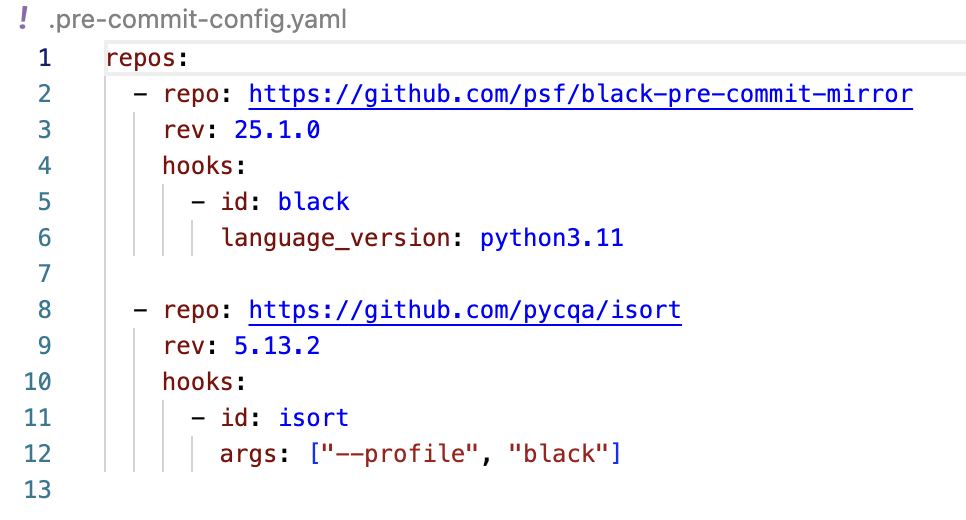 ! .pre-commit-config.yaml
1 repos:
2   - repo: https://github.com/psf/black-pre-commit-mirror
3     rev: 25.1.0
4     hooks:
5       - id: black
6         language_version: python3.11
7
8   - repo: https://github.com/pycqa/isort
9     rev: 5.13.2
10     hooks:
11       - id: isort
12         args: ["--profile", "black"]
13